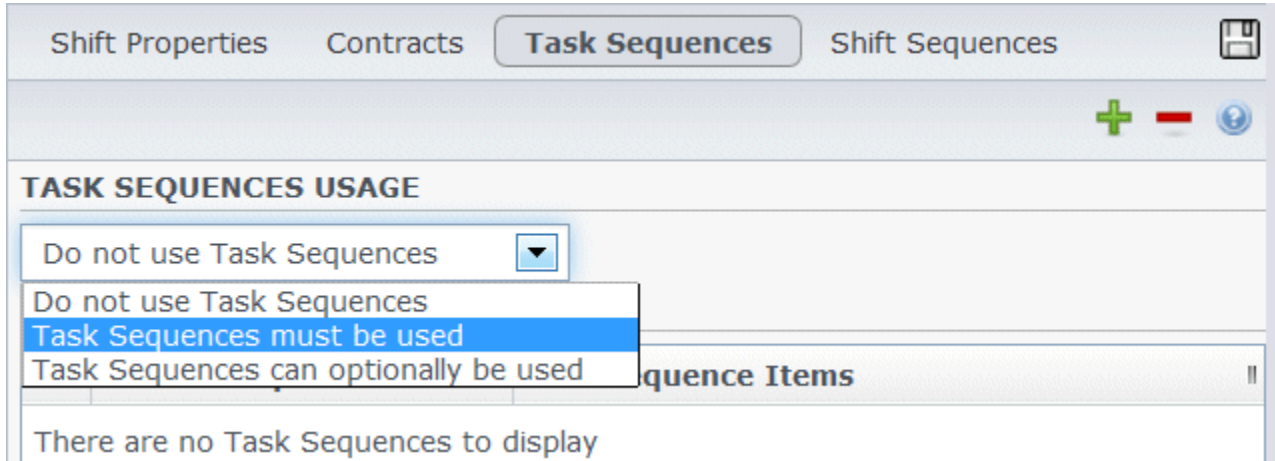 Shift Properties Contracts Task Sequences Shift Sequences
TASK SEQUENCES USAGE
Do not use Task Sequences
Do not use Task Sequences
Task Sequences must be used
Task Sequences can optionally be used
Items
There are no Task Sequences to display